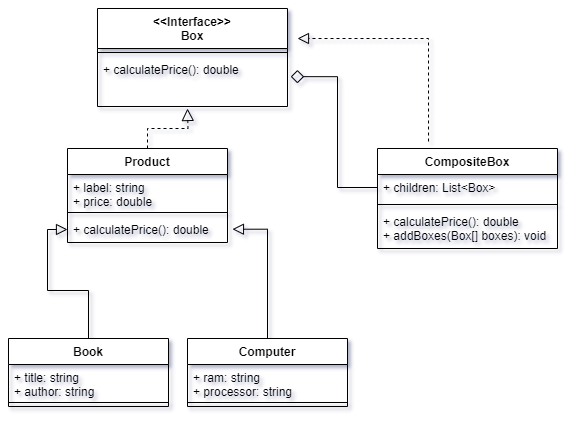 <<Interface>>
Box
+ calculatePrice(): double
Product
+ label: string
+ price: double
+ calculatePrice(): double
CompositeBox
+ children: List<Box>
+ calculatePrice(): double
+ addBoxes(Box[] boxes): void
Book
+ title: string
+ author: string
Computer
+ ram: string
+ processor: string